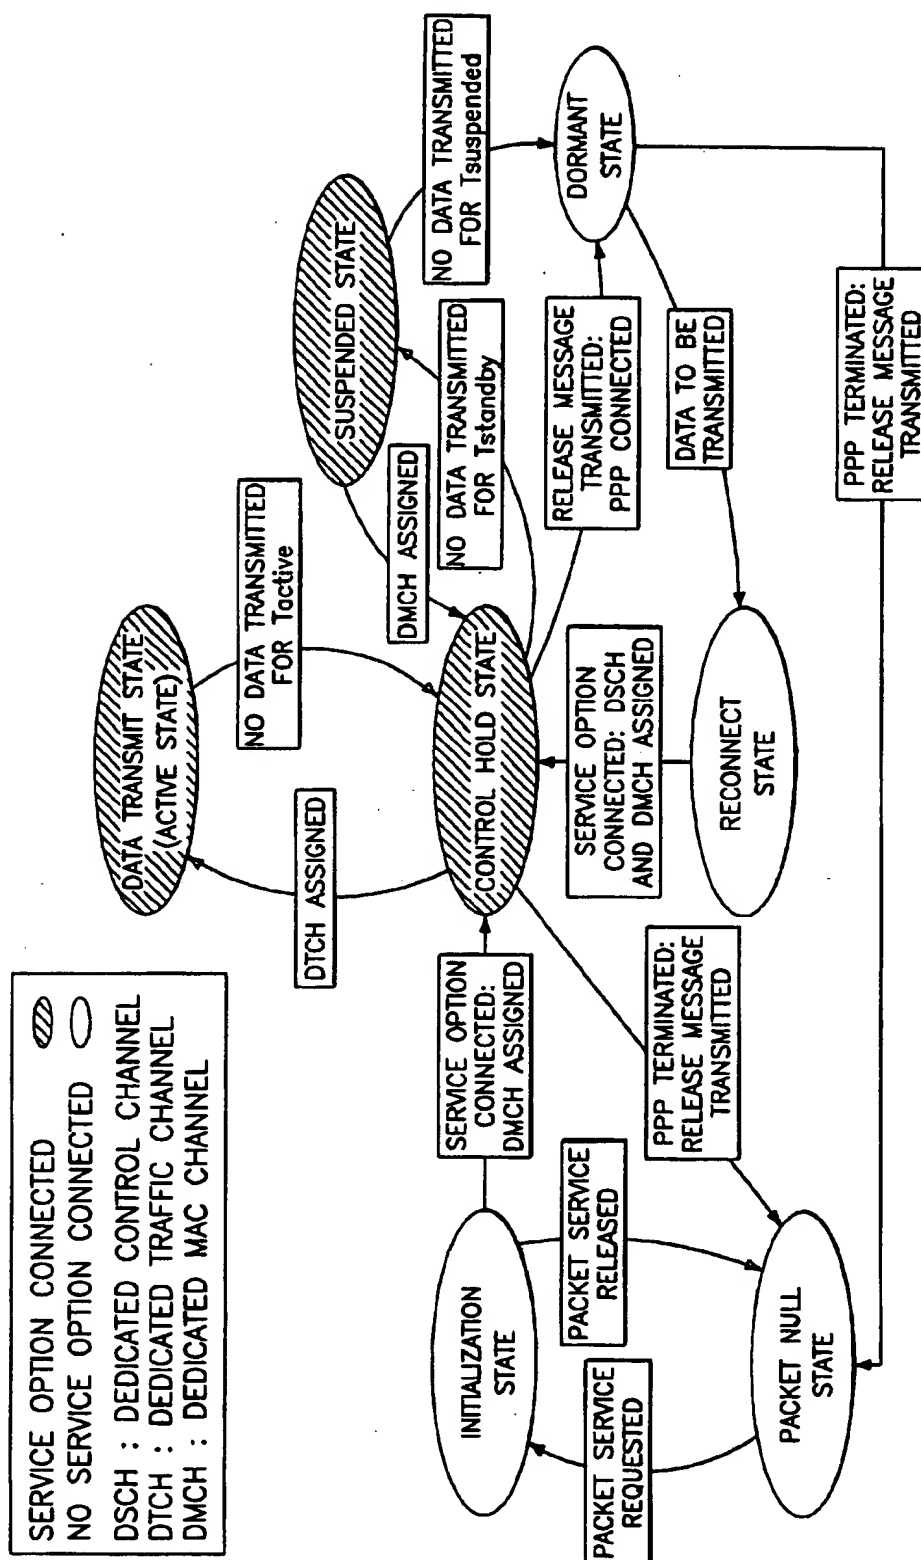 SERVICE OPTION CONNECTED
NO SERVICE OPTION CONNECTED
DSCH : DEDICATED CONTROL CHANNEL
DTCH : DEDICATED TRAFFIC CHANNEL
DMCH : DEDICATED MAC CHANNEL
DATA TRANSMIT STATE
(ACTIVE STATE)
DTCH ASSIGNED
NO DATA TRANSMITTED
FOR Tactive
SUSPENDED STATE
DMCH ASSIGNED
NO DATA TRANSMITTED
FOR Tstandby
NO DATA TRANSMITTED
FOR Tsuspended
INITIALIZATION
STATE
SERVICE OPTION
CONNECTED:
DMCH ASSIGNED
CONTROL HOLD STATE
RELEASE MESSAGE
TRANSMITTED:
PPP CONNECTED
DORMANT
STATE
PACKET SERVICE
REQUESTED
PACKET SERVICE
RELEASED
PPP TERMINATED:
RELEASE MESSAGE
TRANSMITTED
SERVICE OPTION
CONNECTED: DSCH
AND DMCH ASSIGNED
DATA TO BE
TRANSMITTED
PACKET NULL
STATE
RECONNECT
STATE
PPP TERMINATED:
RELEASE MESSAGE
TRANSMITTED